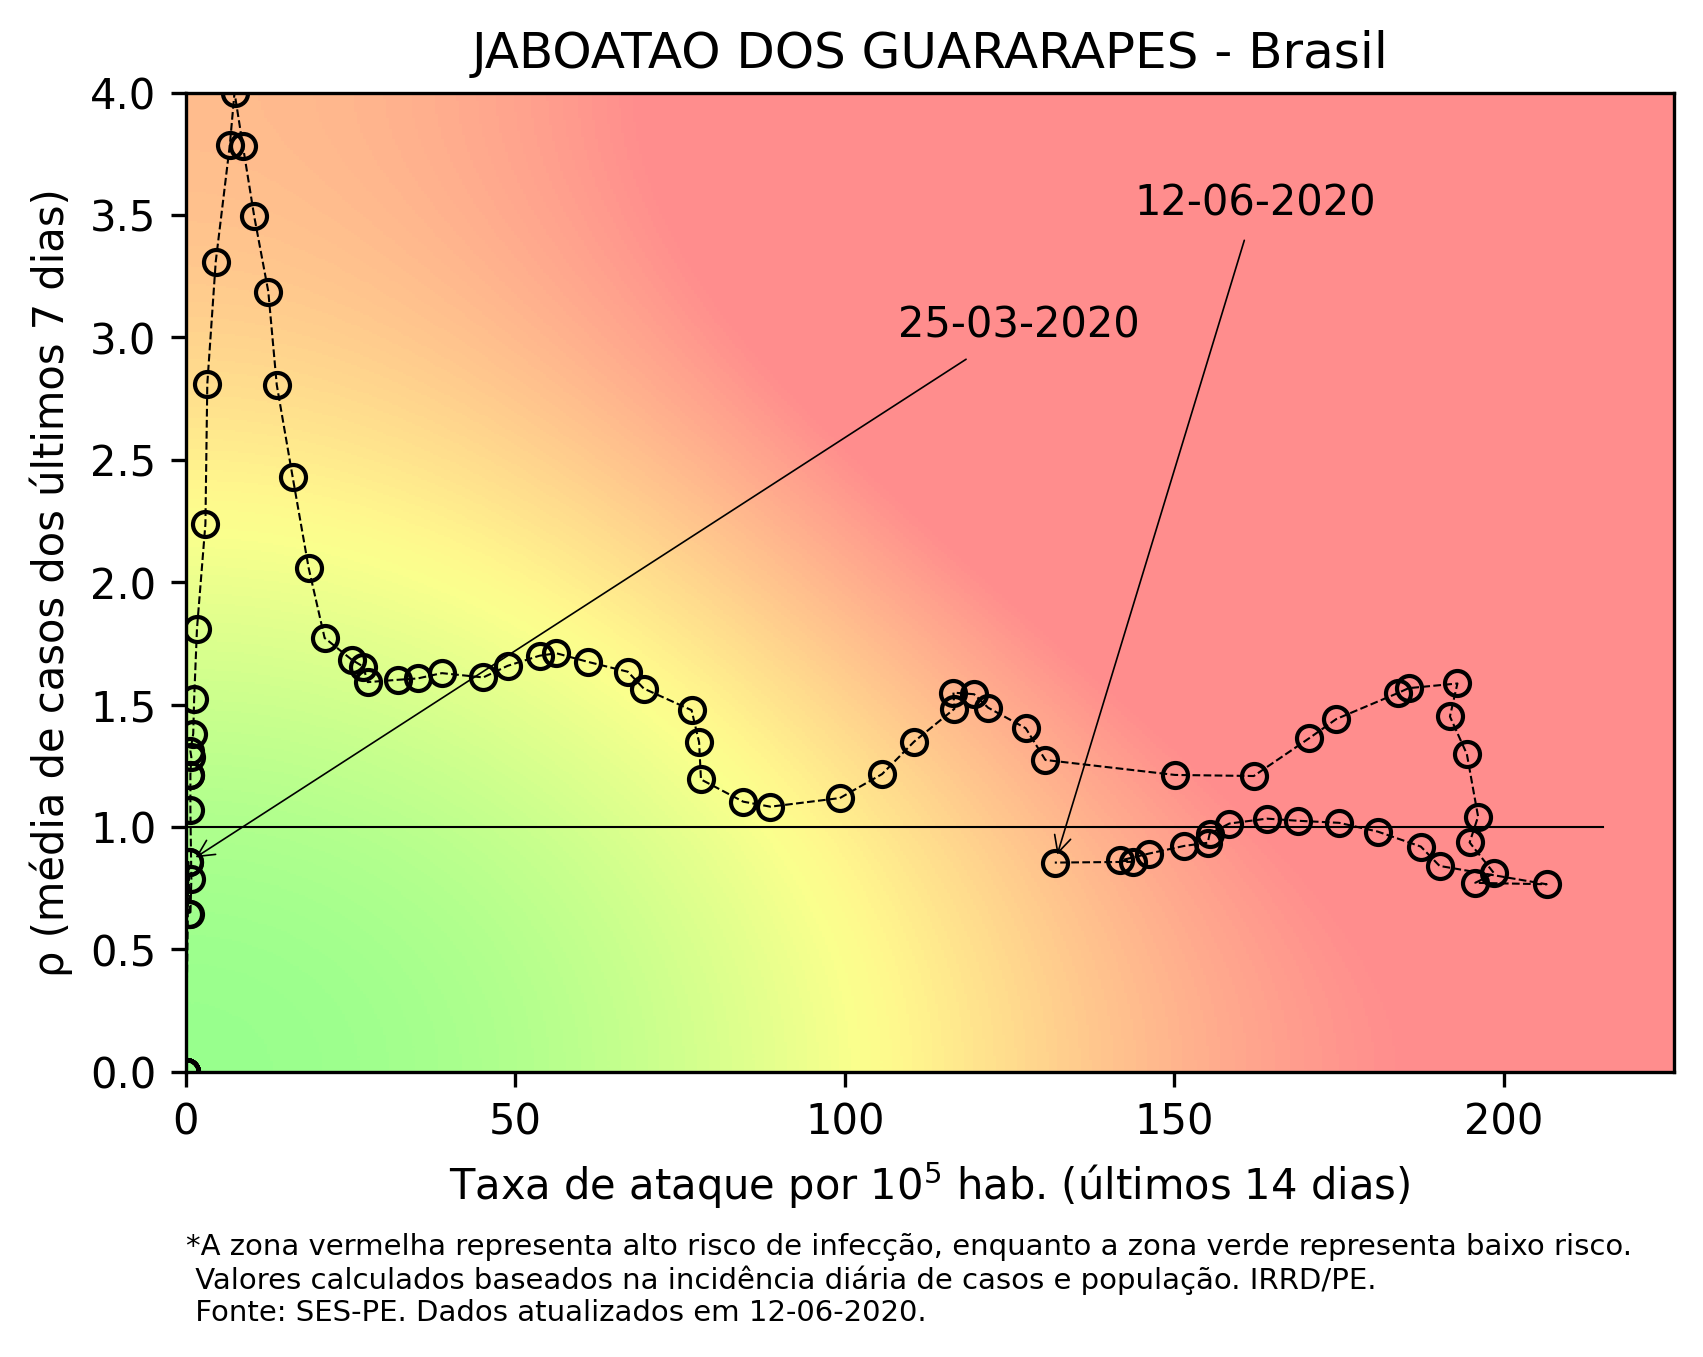 JABOATAO DOS GUARARAPES - Brasil
4.0
3.5
3.0
2.5
2.0
1.5
1.0
0.5
0.0
ρ (média de casos dos últimos 7 dias)
12-06-2020
25-03-2020
0 50 100 150 200
Taxa de ataque por 10⁵ hab. (últimos 14 dias)
*A zona vermelha representa alto risco de infecção, enquanto a zona verde representa baixo risco.
Valores calculados baseados na incidência diária de casos e população. IRRD/PE.
Fonte: SES-PE. Dados atualizados em 12-06-2020.